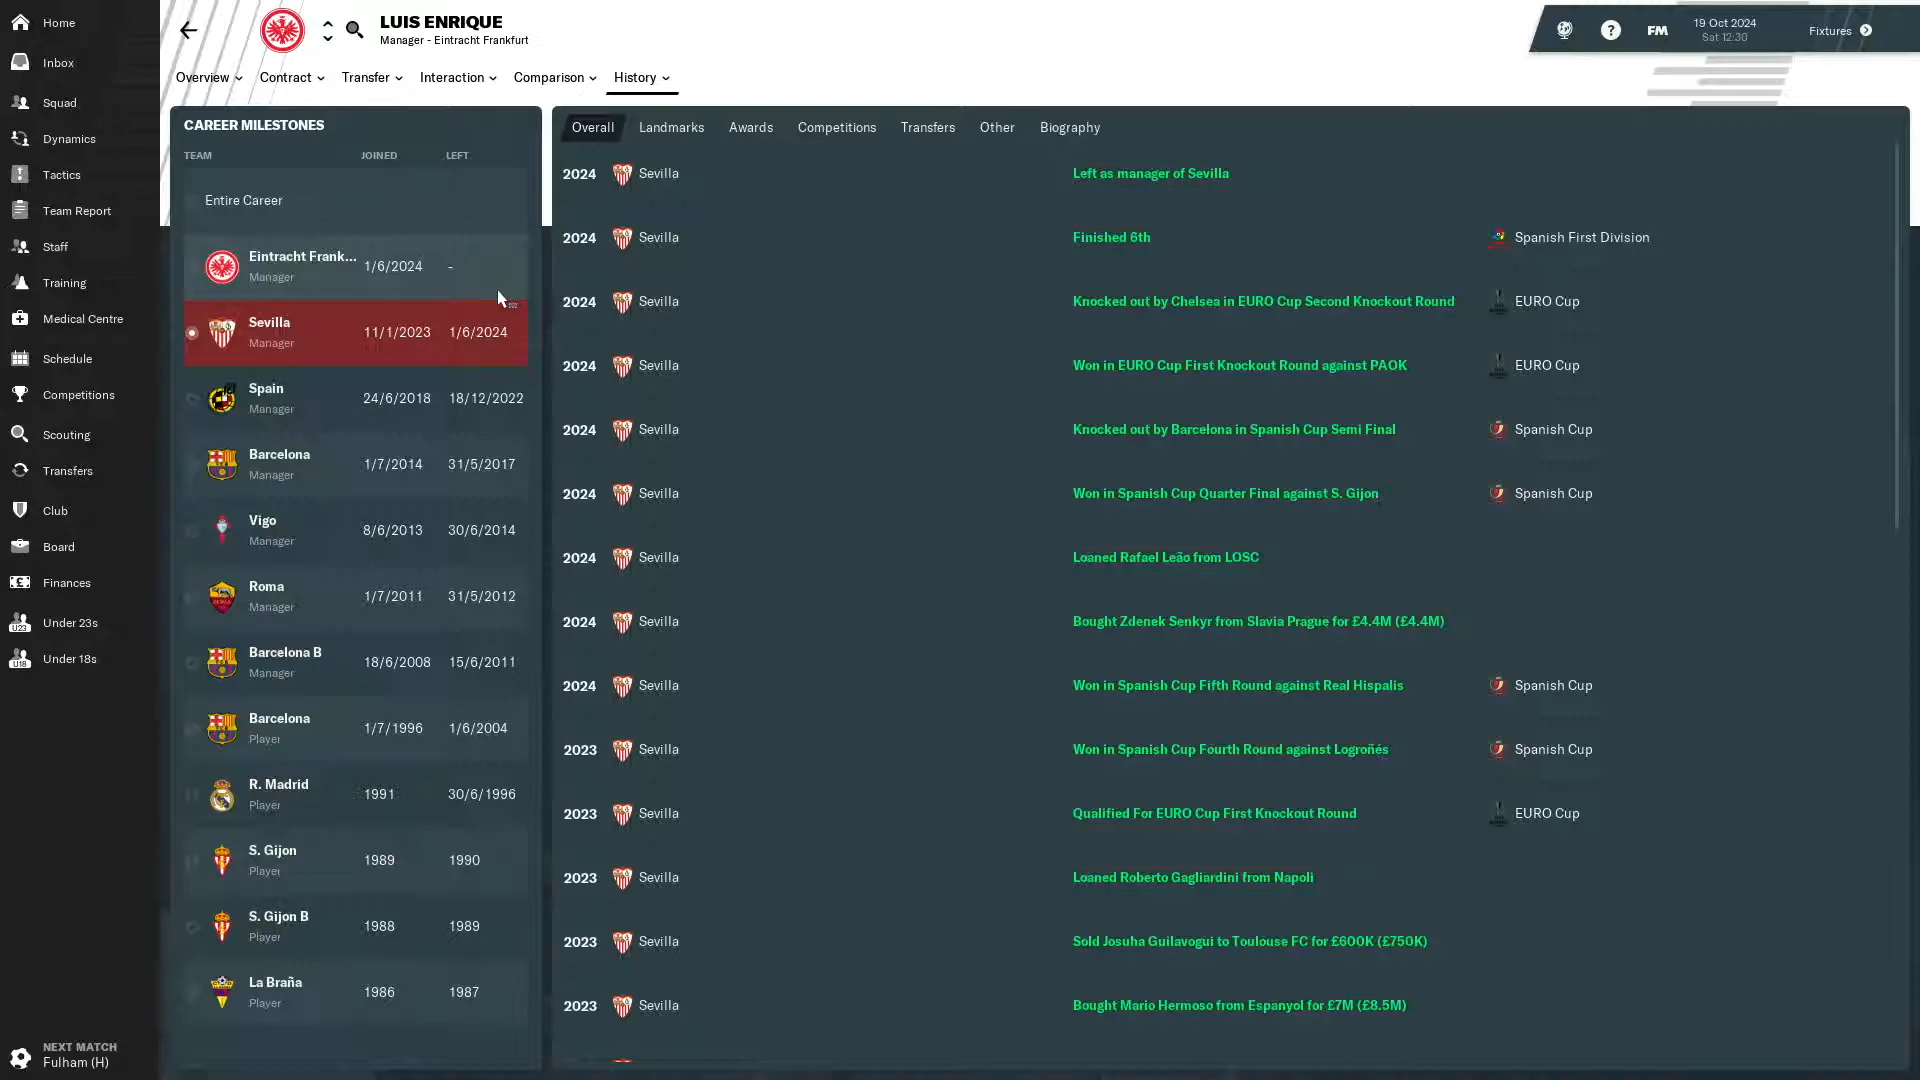 Home
Inbox
Squad
Dynamics
Tactics
Team Report
Staff
Training
Medical Centre
Schedule
Competitions
Scouting
Transfers
Club
Board
Finances
U23 Under 23s
U18 Under 18s
NEXT MATCH
Fulham (H)
LUIS ENRIQUE
Manager - Eintracht Frankfurt
? FM
19 Oct 2024
Sat 12:30
Fixtures
Overview Contract Transfer Interaction Comparison History
CAREER MILESTONES
TEAM JOINED LEFT
Entire Career
Eintracht Frank... 1/6/2024 -
Manager
Sevilla 11/1/2023 1/6/2024
Manager
Spain 24/6/2018 18/12/2022
Manager
Barcelona 1/7/2014 31/5/2017
Manager
Vigo 8/6/2013 30/6/2014
Manager
Roma 1/7/2011 31/5/2012
Manager
Barcelona B 18/6/2008 15/6/2011
Manager
Barcelona 1/7/1996 1/6/2004
Player
R. Madrid 1991 30/6/1996
Player
S. Gijon 1989 1990
Player
S. Gijon B 1988 1989
Player
La Braña 1986 1987
Player
Overall Landmarks Awards Competitions Transfers Other Biography
2024 Sevilla Left as manager of Sevilla
2024 Sevilla Finished 6th Spanish First Division
2024 Sevilla Knocked out by Chelsea in EURO Cup Second Knockout Round EURO Cup
2024 Sevilla Won in EURO Cup First Knockout Round against PAOK EURO Cup
2024 Sevilla Knocked out by Barcelona in Spanish Cup Semi Final Spanish Cup
2024 Sevilla Won in Spanish Cup Quarter Final against S. Gijon Spanish Cup
2024 Sevilla Loaned Rafael Leão from LOSC
2024 Sevilla Bought Zdenek Senkyr from Slavia Prague for £4.4M (£4.4M)
2024 Sevilla Won in Spanish Cup Fifth Round against Real Hispalis Spanish Cup
2023 Sevilla Won in Spanish Cup Fourth Round against Logroñés Spanish Cup
2023 Sevilla Qualified For EURO Cup First Knockout Round EURO Cup
2023 Sevilla Loaned Roberto Gagliardini from Napoli
2023 Sevilla Sold Josuha Guilavogui to Toulouse FC for £600K (£750K)
2023 Sevilla Bought Mario Hermoso from Espanyol for £7M (£8.5M)